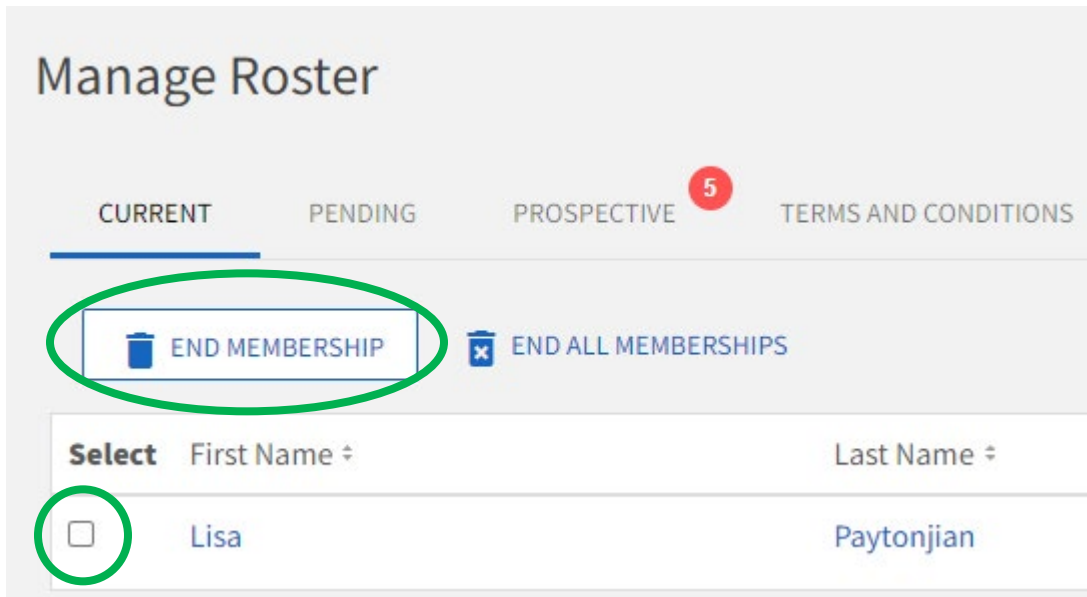 Manage Roster
CURRENT PENDING PROSPECTIVE 5 TERMS AND CONDITIONS
END MEMBERSHIP END ALL MEMBERSHIPS
Select First Name Last Name
Lisa Paytonjian